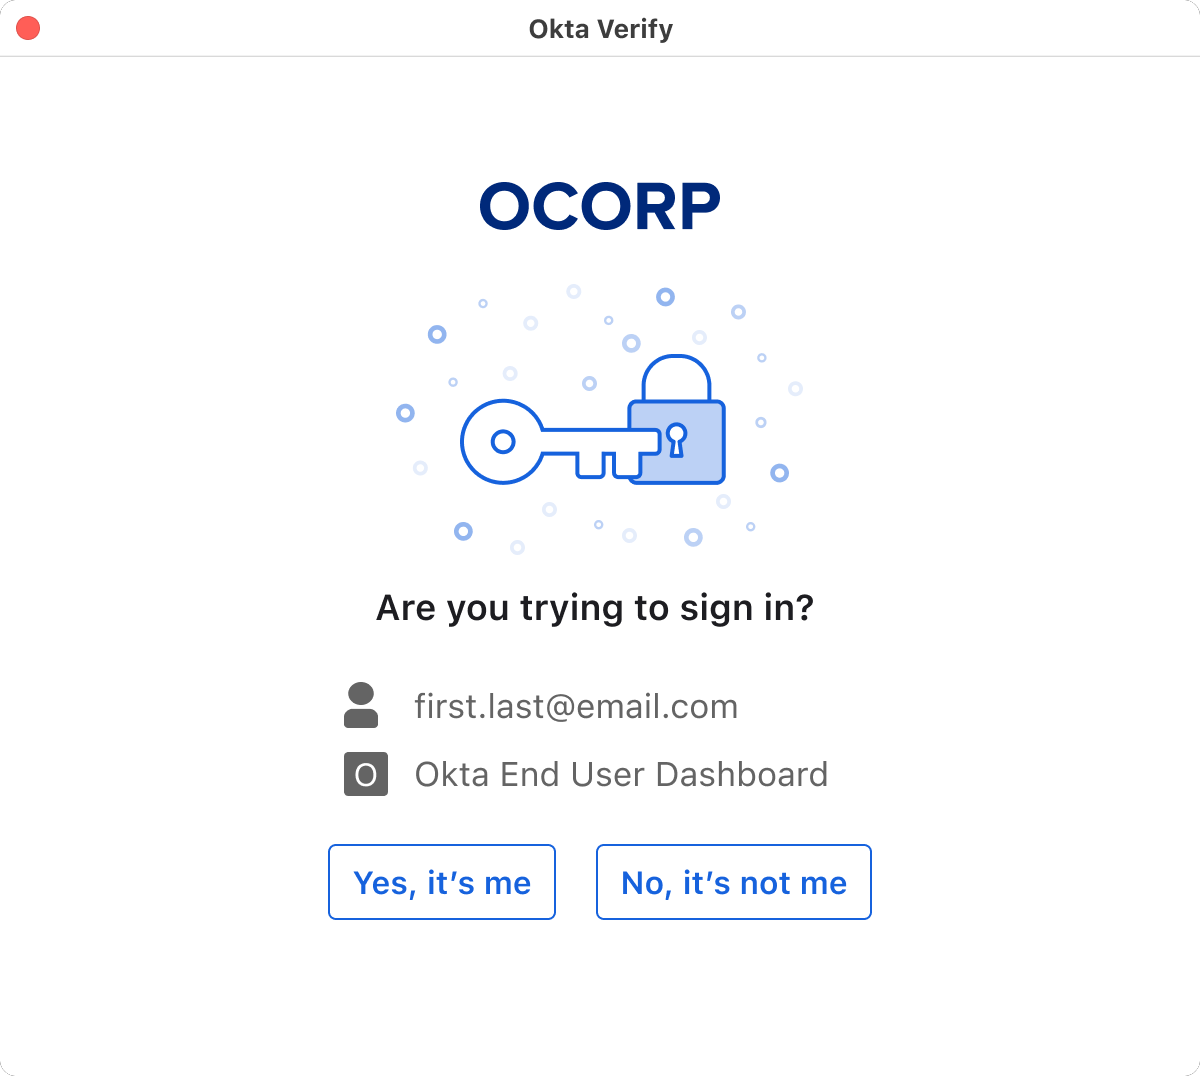 Okta Verify
OCORP
Are you trying to sign in?
first.last@email.com
O Okta End User Dashboard
Yes, it’s me No, it’s not me